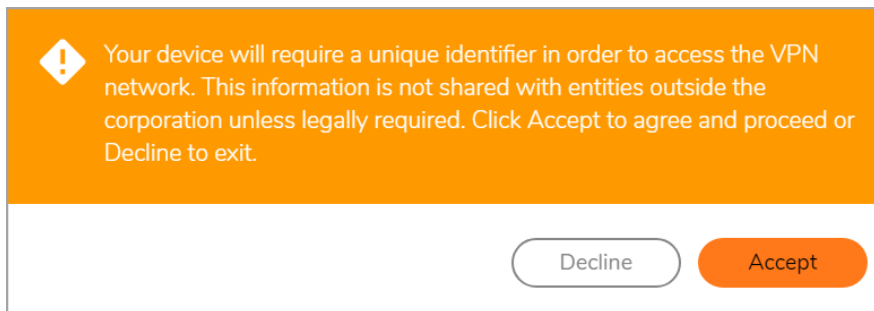 Your device will require a unique identifier in order to access the VPN
network. This information is not shared with entities outside the
corporation unless legally required. Click Accept to agree and proceed or
Decline to exit.
Decline
Accept